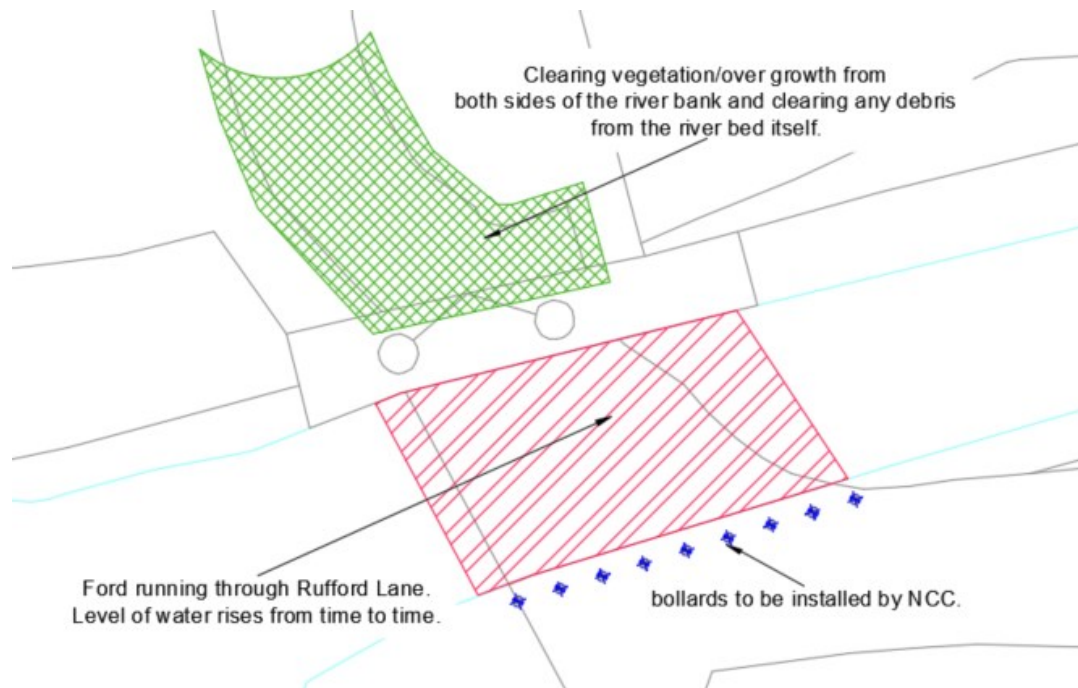 Clearing vegetation/over growth from
both sides of the river bank and clearing any debris
from the river bed itself.
Ford running through Rufford Lane.
Level of water rises from time to time.
bollards to be installed by NCC.